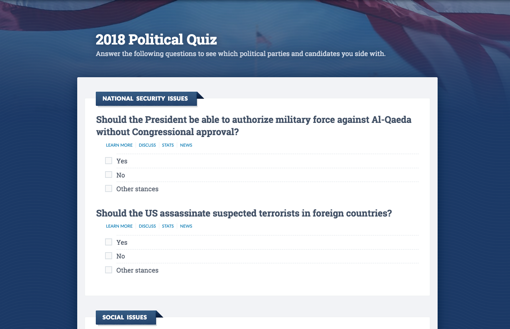 2018 Political Quiz
Answer the following questions to see which political parties and candidates you side with.
NATIONAL SECURITY ISSUES
Should the President be able to authorize military force against Al-Qaeda
without Congressional approval?
LEARN MORE DISCUSS STATS NEWS
Yes
No
Other stances
Should the US assassinate suspected terrorists in foreign countries?
LEARN MORE DISCUSS STATS NEWS
Yes
No
Other stances
SOCIAL ISSUES